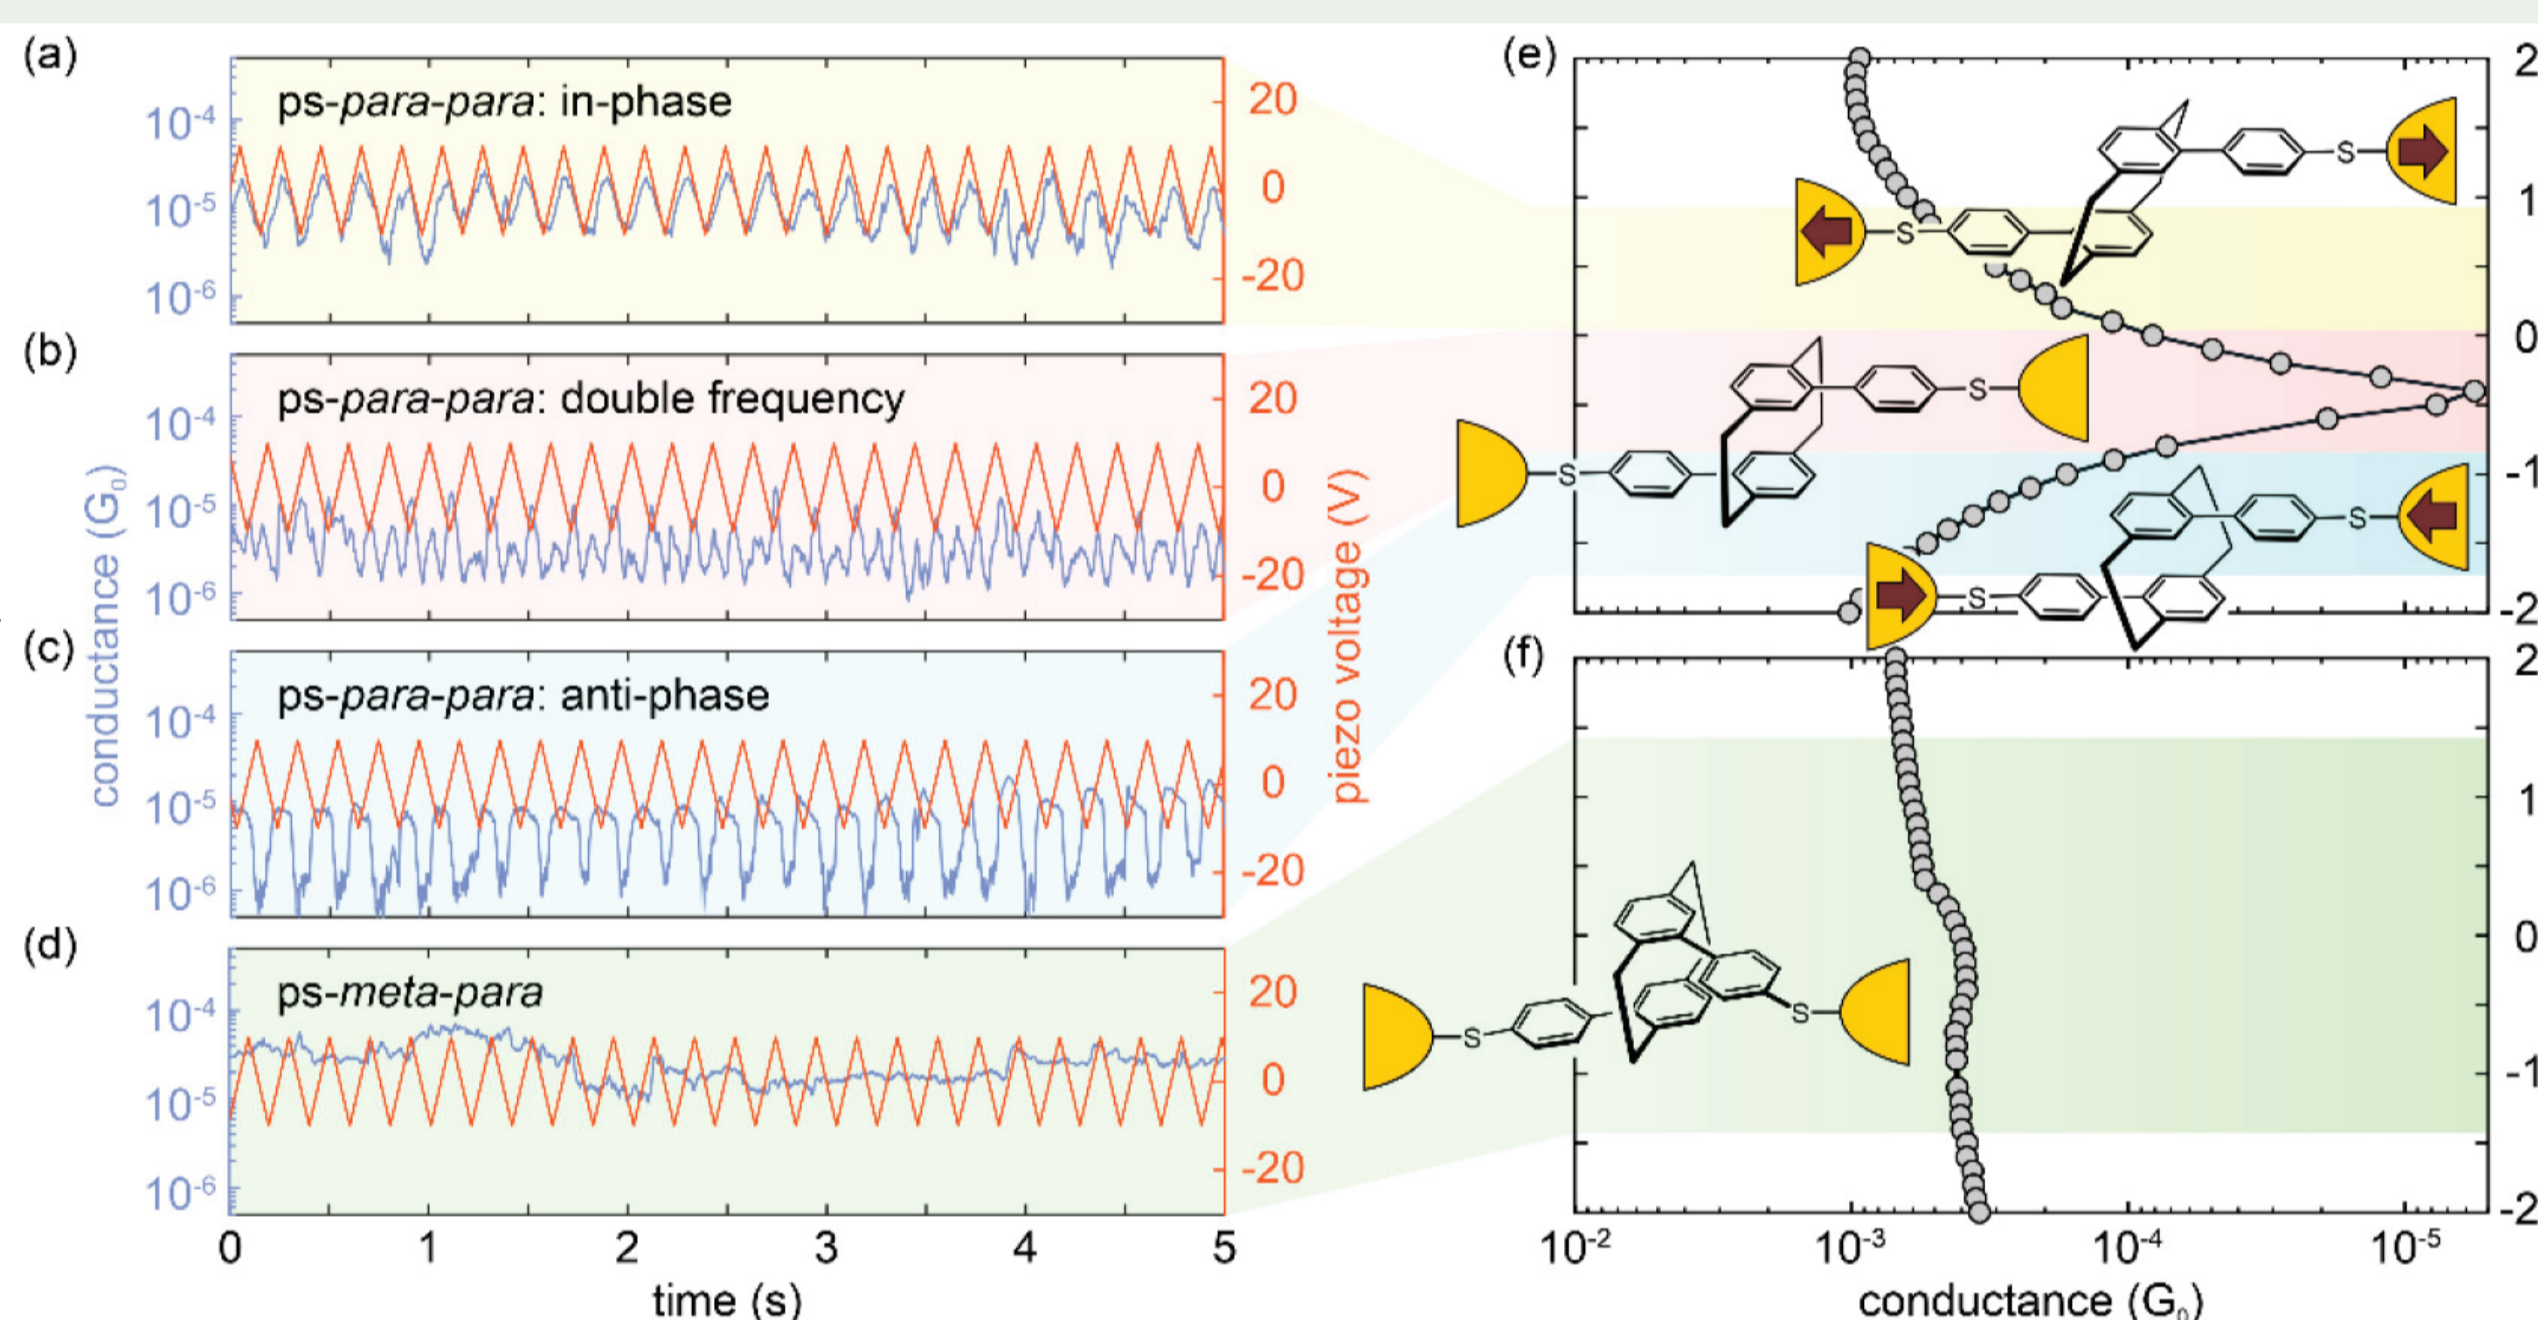 (a)
ps-para-para: in-phase
10⁻⁴
10⁻⁵
10⁻⁶
20
0
-20
(b)
ps-para-para: double frequency
10⁻⁴
10⁻⁵
10⁻⁶
20
0
-20
(c)
ps-para-para: anti-phase
10⁻⁴
10⁻⁵
10⁻⁶
20
0
-20
(d)
ps-meta-para
10⁻⁴
10⁻⁵
10⁻⁶
20
0
-20
conductance (G₀)
piezo voltage (V)
0 1 2 3 4 5
time (s)
(e)
S
S
S
S
S
S
2
1
0
-1
-2
(f)
S
S
2
1
0
-1
-2
10⁻² 10⁻³ 10⁻⁴ 10⁻⁵
conductance (G₀)